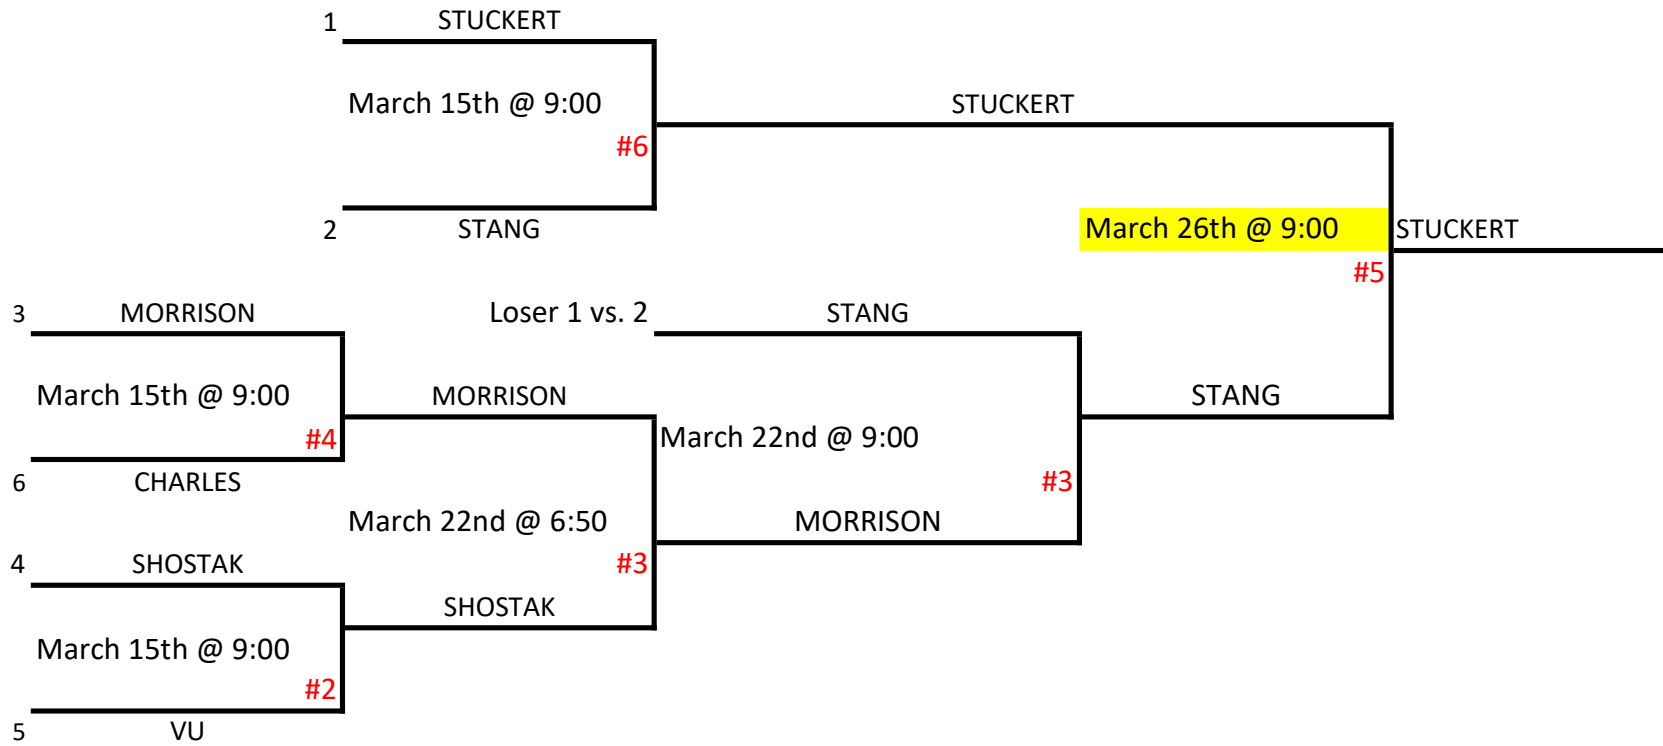 1 STUCKERT
March 15th @ 9:00 STUCKERT
#6
2 STANG March 26th @ 9:00 STUCKERT
#5
3 MORRISON Loser 1 vs. 2 STANG
March 15th @ 9:00 MORRISON STANG
#4 March 22nd @ 9:00
6 CHARLES #3
March 22nd @ 6:50 MORRISON
4 SHOSTAK #3
SHOSTAK
March 15th @ 9:00
#2
5 VU